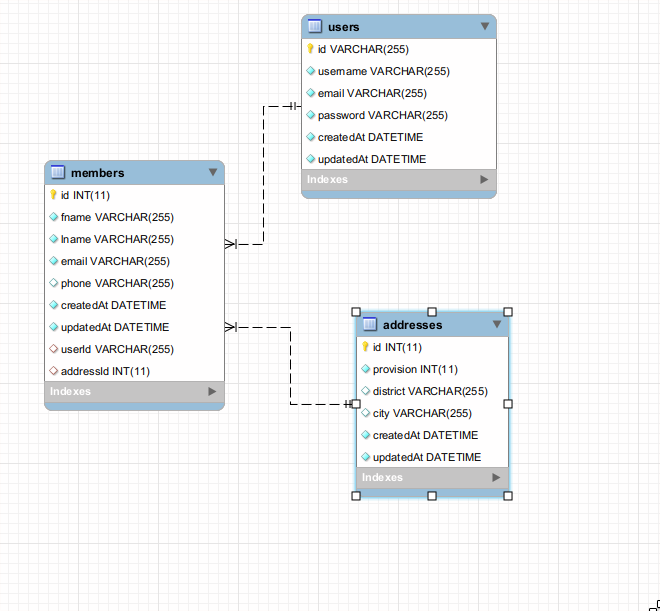 users
id VARCHAR(255)
username VARCHAR(255)
email VARCHAR(255)
password VARCHAR(255)
createdAt DATETIME
updatedAt DATETIME
Indexes
members
id INT(11)
fname VARCHAR(255)
lname VARCHAR(255)
email VARCHAR(255)
phone VARCHAR(255)
createdAt DATETIME
updatedAt DATETIME
userId VARCHAR(255)
addressId INT(11)
Indexes
addresses
id INT(11)
provision INT(11)
district VARCHAR(255)
city VARCHAR(255)
createdAt DATETIME
updatedAt DATETIME
Indexes